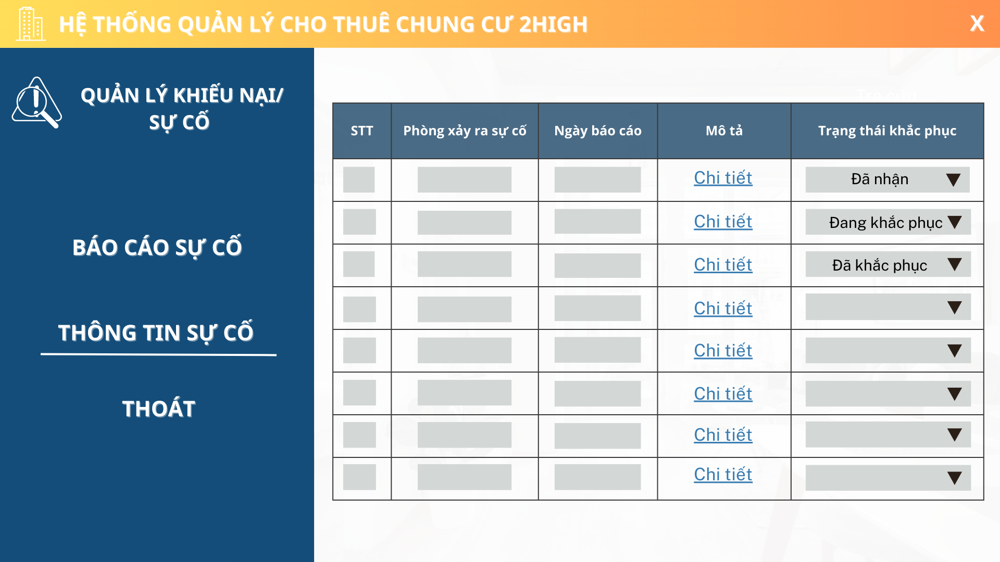 HỆ THỐNG QUẢN LÝ CHO THUÊ CHUNG CƯ 2HIGH
X
QUẢN LÝ KHIẾU NẠI/
SỰ CỐ
BÁO CÁO SỰ CỐ
THÔNG TIN SỰ CỐ
THOÁT
Tra cứu
STT Phòng xảy ra sự cố Ngày báo cáo Mô tả Trạng thái khắc phục
Chi tiết Đã nhận
Chi tiết Đang khắc phục
Chi tiết Đã khắc phục
Chi tiết
Chi tiết
Chi tiết
Chi tiết
Chi tiết